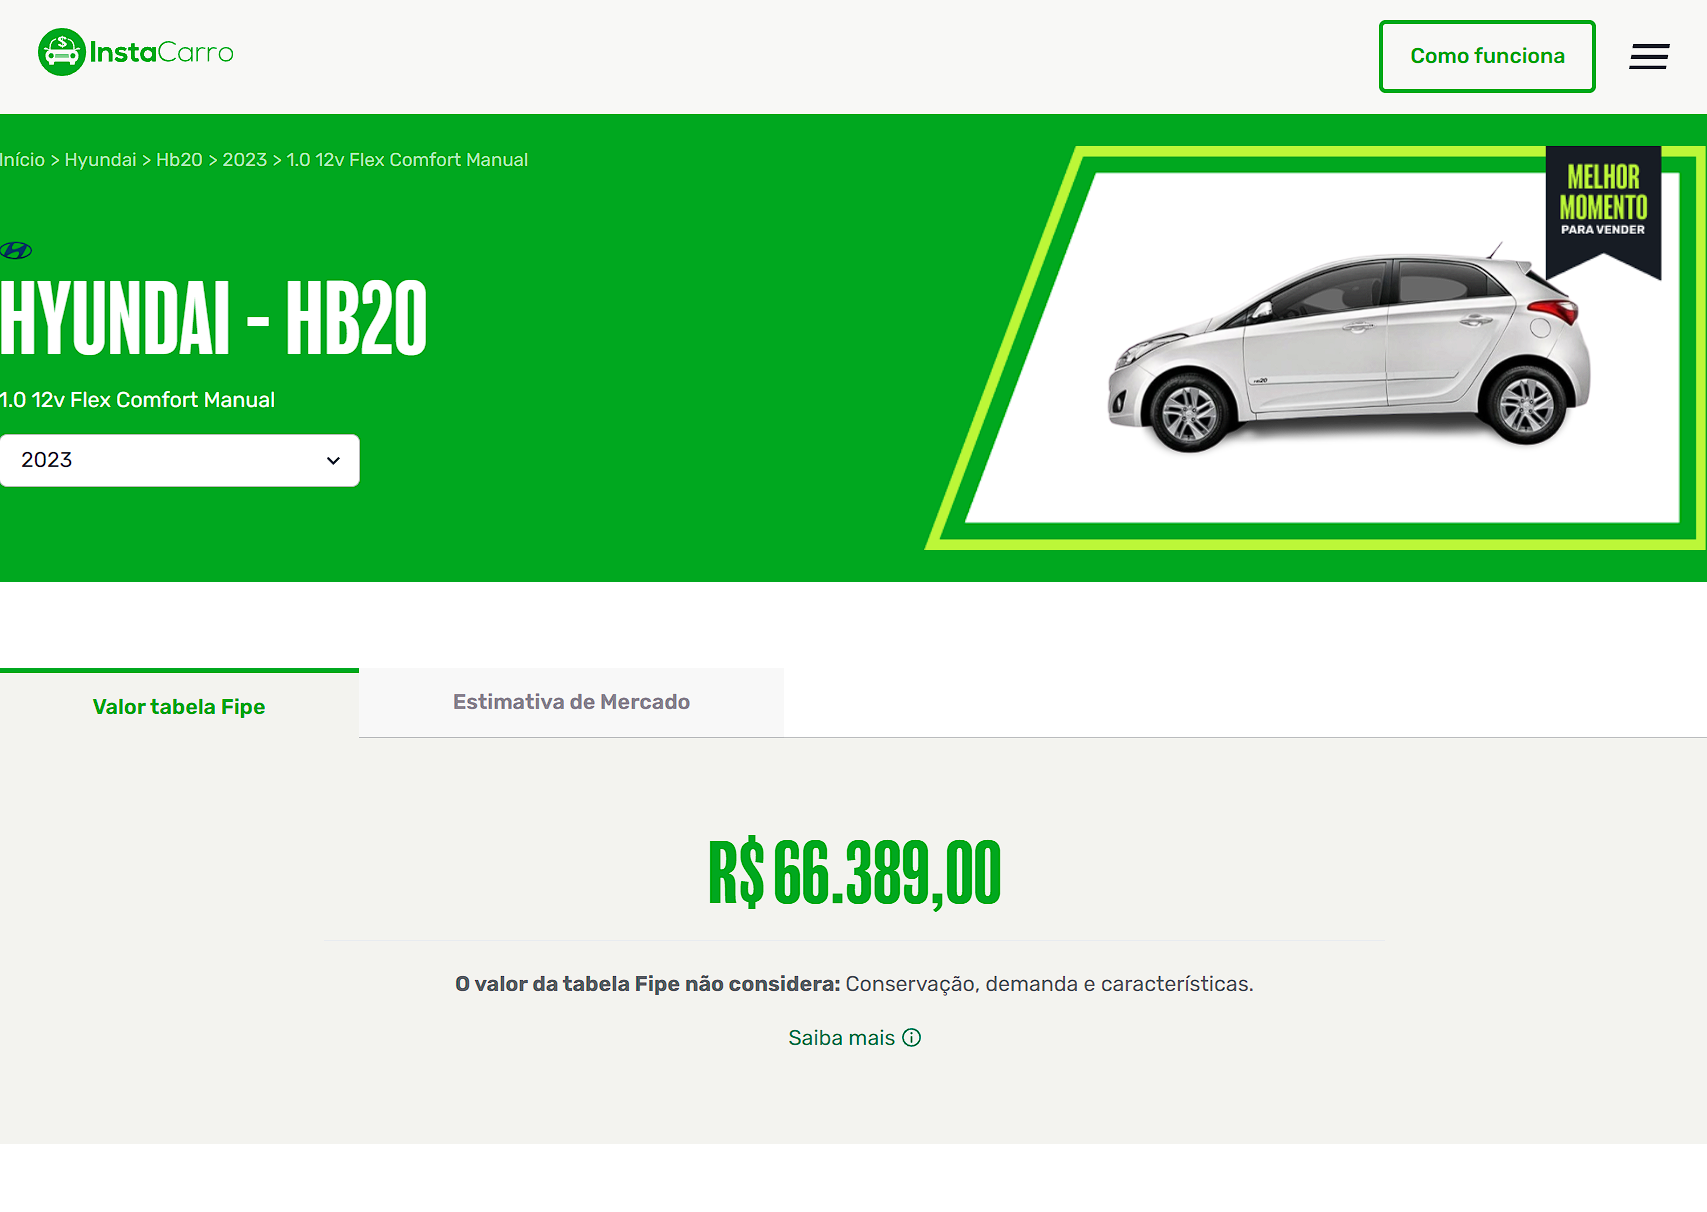 InstaCarro
Como funciona
Início > Hyundai > Hb20 > 2023 > 1.0 12v Flex Comfort Manual
MELHOR
MOMENTO
PARA VENDER
HYUNDAI - HB20
1.0 12v Flex Comfort Manual
2023
Valor tabela Fipe
Estimativa de Mercado
R$ 66.389,00
O valor da tabela Fipe não considera: Conservação, demanda e características.
Saiba mais